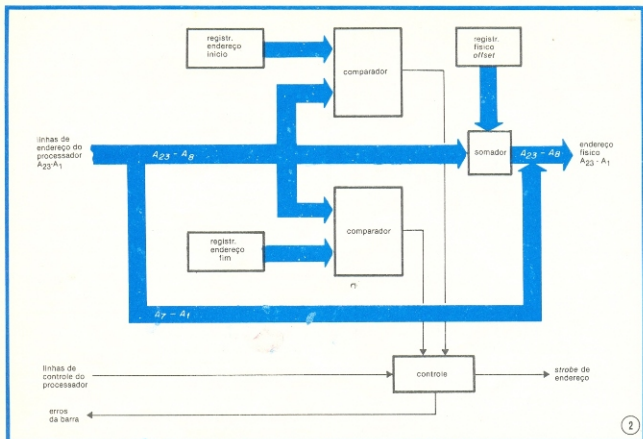 registr.
endereço
início
comparador
registr.
físico
offset
linhas de
endereço do
processador
A23-A1
A23 - A8
somador
A23 - A8
endereço
físico
A23 - A1
registr.
endereço
fim
comparador
A7 - A1
linhas de
controle do
processador
controle
strobe de
endereço
erros
da barra
2